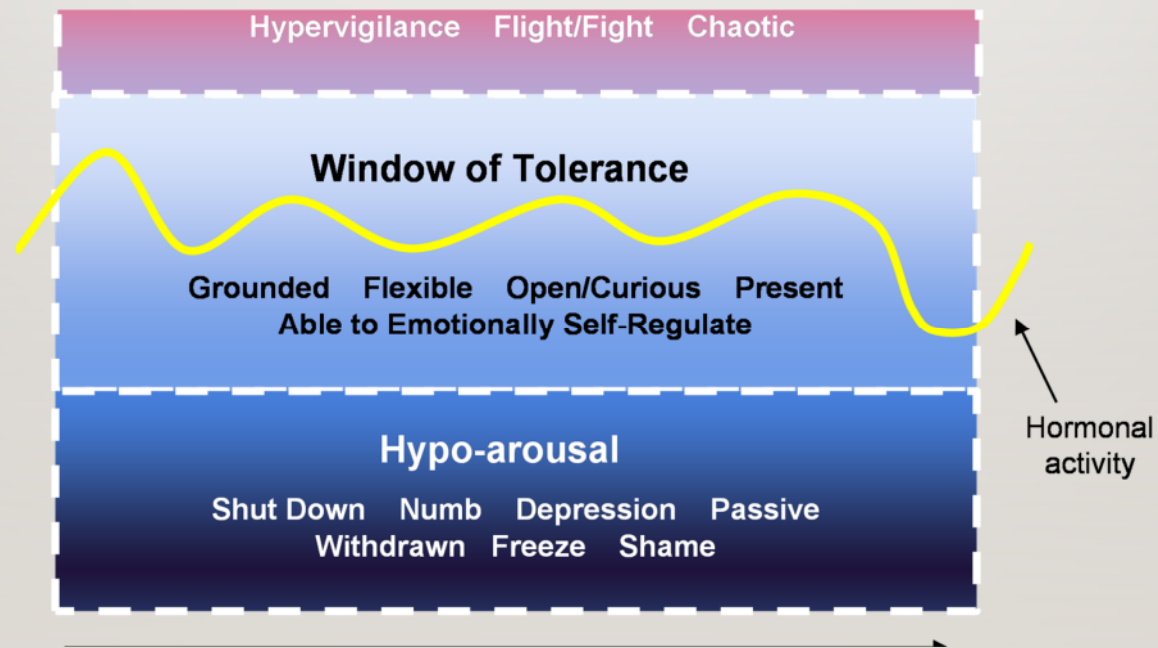 Hypervigilance Flight/Fight Chaotic
Window of Tolerance
Grounded Flexible Open/Curious Present
Able to Emotionally Self-Regulate
Hypo-arousal
Shut Down Numb Depression Passive
Withdrawn Freeze Shame
Hormonal
activity